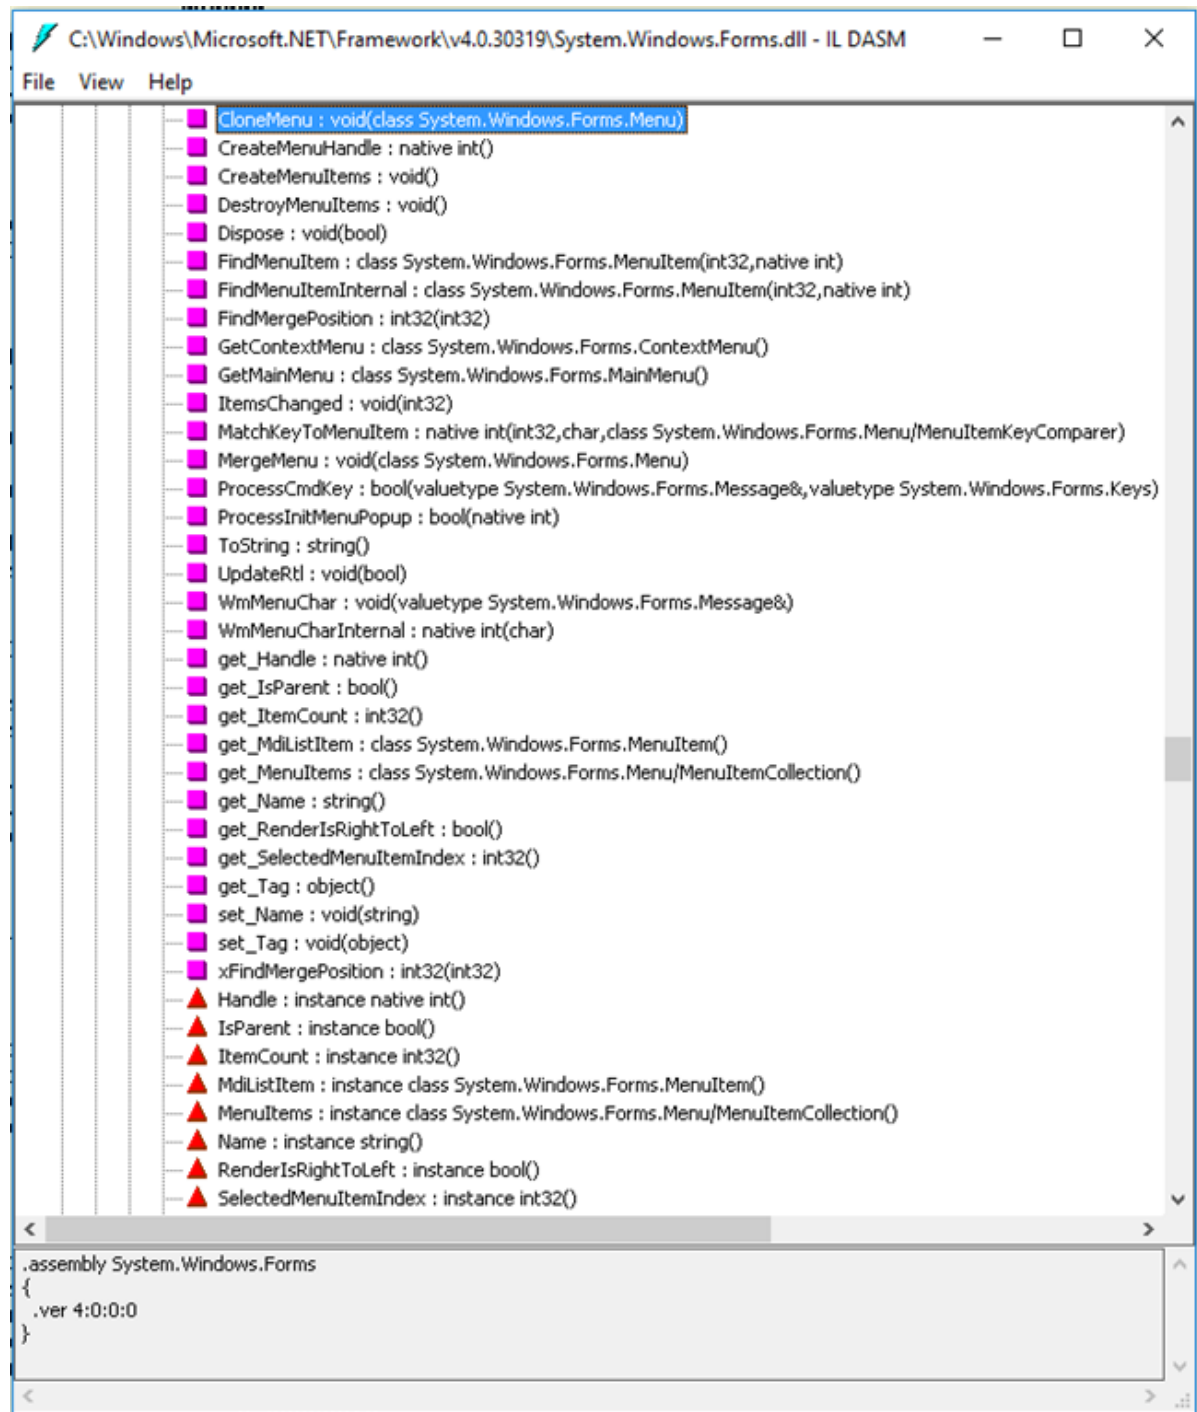 C:\Windows\Microsoft.NET\Framework\v4.0.30319\System.Windows.Forms.dll - IL DASM
File View Help
CloneMenu : void(class System.Windows.Forms.Menu)
CreateMenuHandle : native int()
CreateMenuItems : void()
DestroyMenuItems : void()
Dispose : void(bool)
FindMenuItem : class System.Windows.Forms.MenuItem(int32,native int)
FindMenuItemInternal : class System.Windows.Forms.MenuItem(int32,native int)
FindMergePosition : int32(int32)
GetContextMenu : class System.Windows.Forms.ContextMenu()
GetMainMenu : class System.Windows.Forms.MainMenu()
ItemsChanged : void(int32)
MatchKeyToMenuItem : native int(int32,char,class System.Windows.Forms.Menu/MenuItemKeyComparer)
MergeMenu : void(class System.Windows.Forms.Menu)
ProcessCmdKey : bool(valuetype System.Windows.Forms.Message&,valuetype System.Windows.Forms.Keys)
ProcessInitMenuPopup : bool(native int)
ToString : string()
UpdateRtl : void(bool)
WmMenuChar : void(valuetype System.Windows.Forms.Message&)
WmMenuCharInternal : native int(char)
get_Handle : native int()
get_IsParent : bool()
get_ItemCount : int32()
get_MdiListItem : class System.Windows.Forms.MenuItem()
get_MenuItems : class System.Windows.Forms.Menu/MenuItemCollection()
get_Name : string()
get_RenderIsRightToLeft : bool()
get_SelectedMenuItemIndex : int32()
get_Tag : object()
set_Name : void(string)
set_Tag : void(object)
xFindMergePosition : int32(int32)
Handle : instance native int()
IsParent : instance bool()
ItemCount : instance int32()
MdiListItem : instance class System.Windows.Forms.MenuItem()
MenuItems : instance class System.Windows.Forms.Menu/MenuItemCollection()
Name : instance string()
RenderIsRightToLeft : instance bool()
SelectedMenuItemIndex : instance int32()
.assembly System.Windows.Forms
{
.ver 4:0:0:0
}